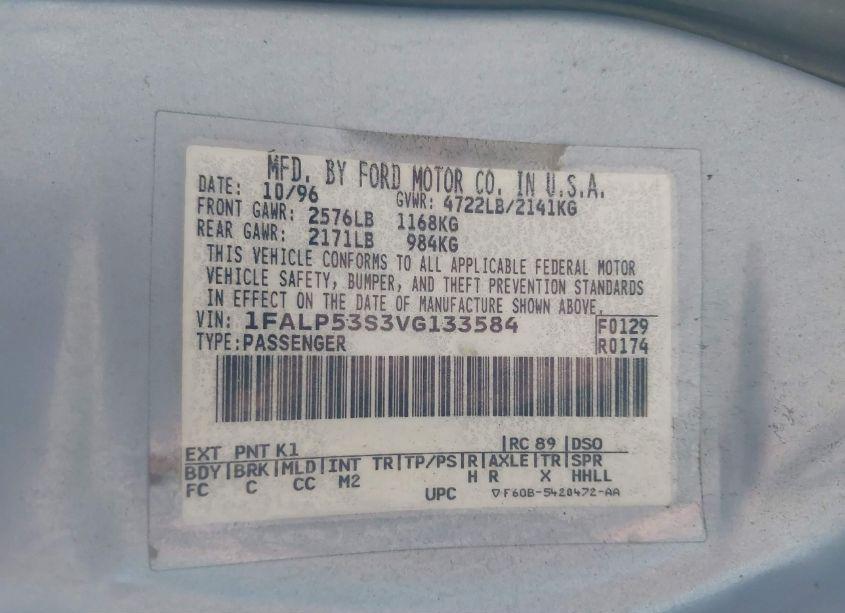 MFD. BY FORD MOTOR CO. IN U.S.A.
DATE: 10/96 GVWR: 4722LB/2141KG
FRONT GAWR: 2576LB 1168KG
REAR GAWR: 2171LB 984KG
THIS VEHICLE CONFORMS TO ALL APPLICABLE FEDERAL MOTOR
VEHICLE SAFETY, BUMPER, AND THEFT PREVENTION STANDARDS
IN EFFECT ON THE DATE OF MANUFACTURE SHOWN ABOVE.
VIN: 1FALP53S3VG133584 F0129
TYPE: PASSENGER R0174
EXT PNT K1 RC 89 DSO
BDY BRK MLD INT TR TP/PS R AXLE TR SPR
FC C CC M2 H R X HHLL
UPC F60B-5420472-AA